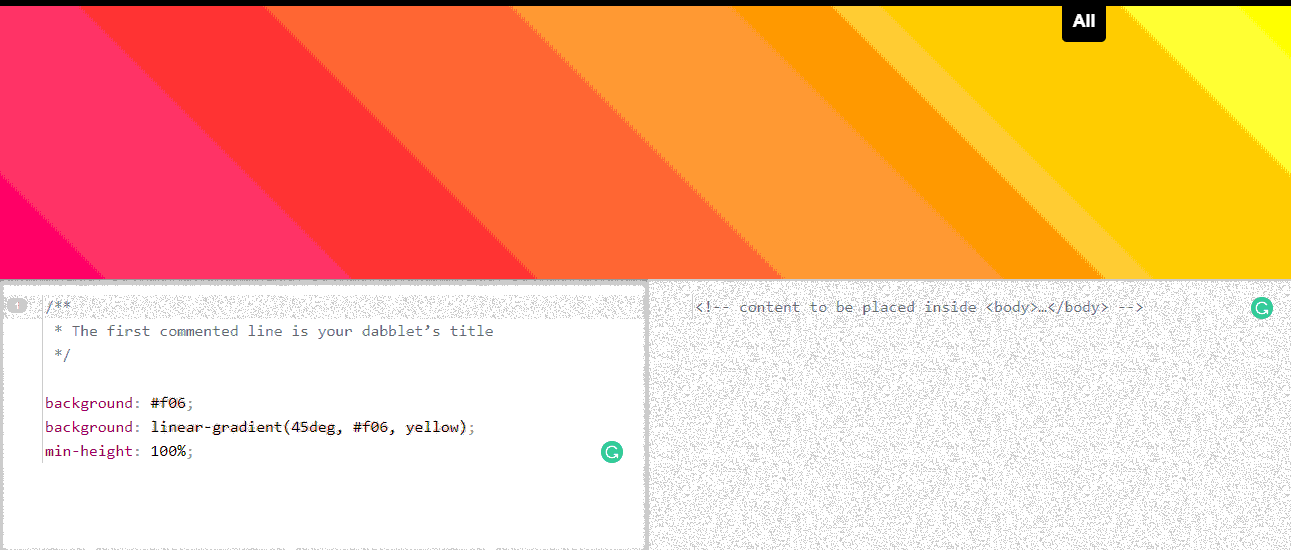 All
1
/**
* The first commented line is your dabblet’s title
*/
background: #f06;
background: linear-gradient(45deg, #f06, yellow);
min-height: 100%;
<!-- content to be placed inside <body>…</body> -->